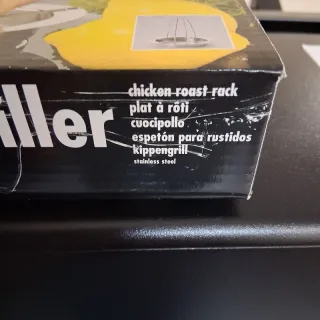 iller
chicken roast rack
plat à rôti
cuocipollo
espetón para rustidos
kippengrill
stainless steel